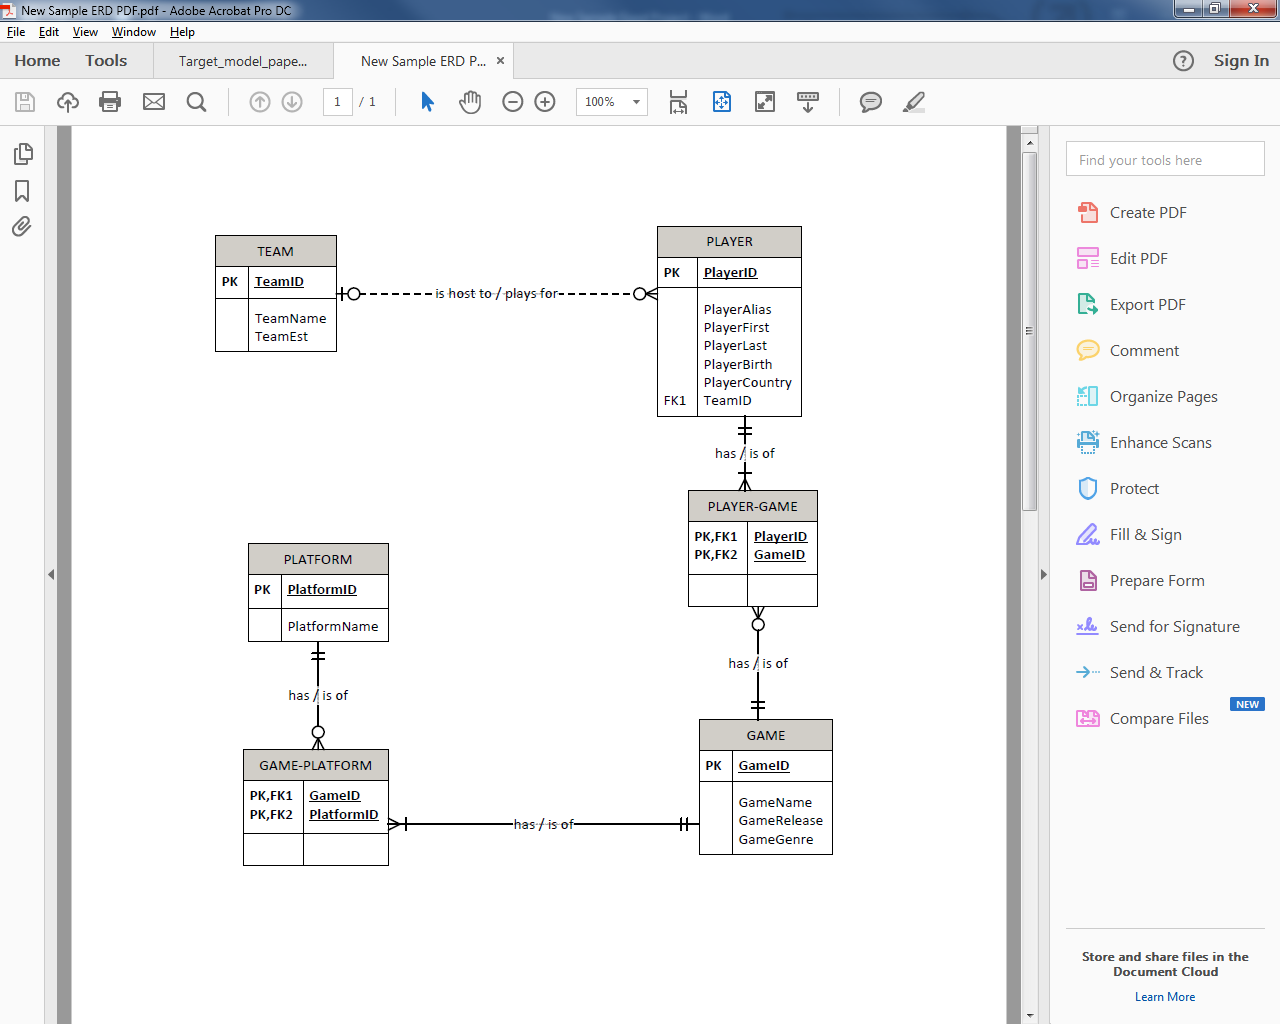 New Sample ERD PDF.pdf - Adobe Acrobat Pro DC
File Edit View Window Help
Home Tools Target_model_pape... New Sample ERD P... × ? Sign In
1 / 1 100%
TEAM
PK TeamID
TeamName
TeamEst
is host to / plays for
PLAYER
PK PlayerID
PlayerAlias
PlayerFirst
PlayerLast
PlayerBirth
PlayerCountry
FK1 TeamID
has / is of
PLAYER-GAME
PK,FK1 PlayerID
PK,FK2 GameID
has / is of
PLATFORM
PK PlatformID
PlatformName
has / is of
GAME-PLATFORM
PK,FK1 GameID
PK,FK2 PlatformID
has / is of
GAME
PK GameID
GameName
GameRelease
GameGenre
Find your tools here
Create PDF
Edit PDF
Export PDF
Comment
Organize Pages
Enhance Scans
Protect
Fill & Sign
Prepare Form
Send for Signature
Send & Track
NEW
Compare Files
Store and share files in the
Document Cloud
Learn More